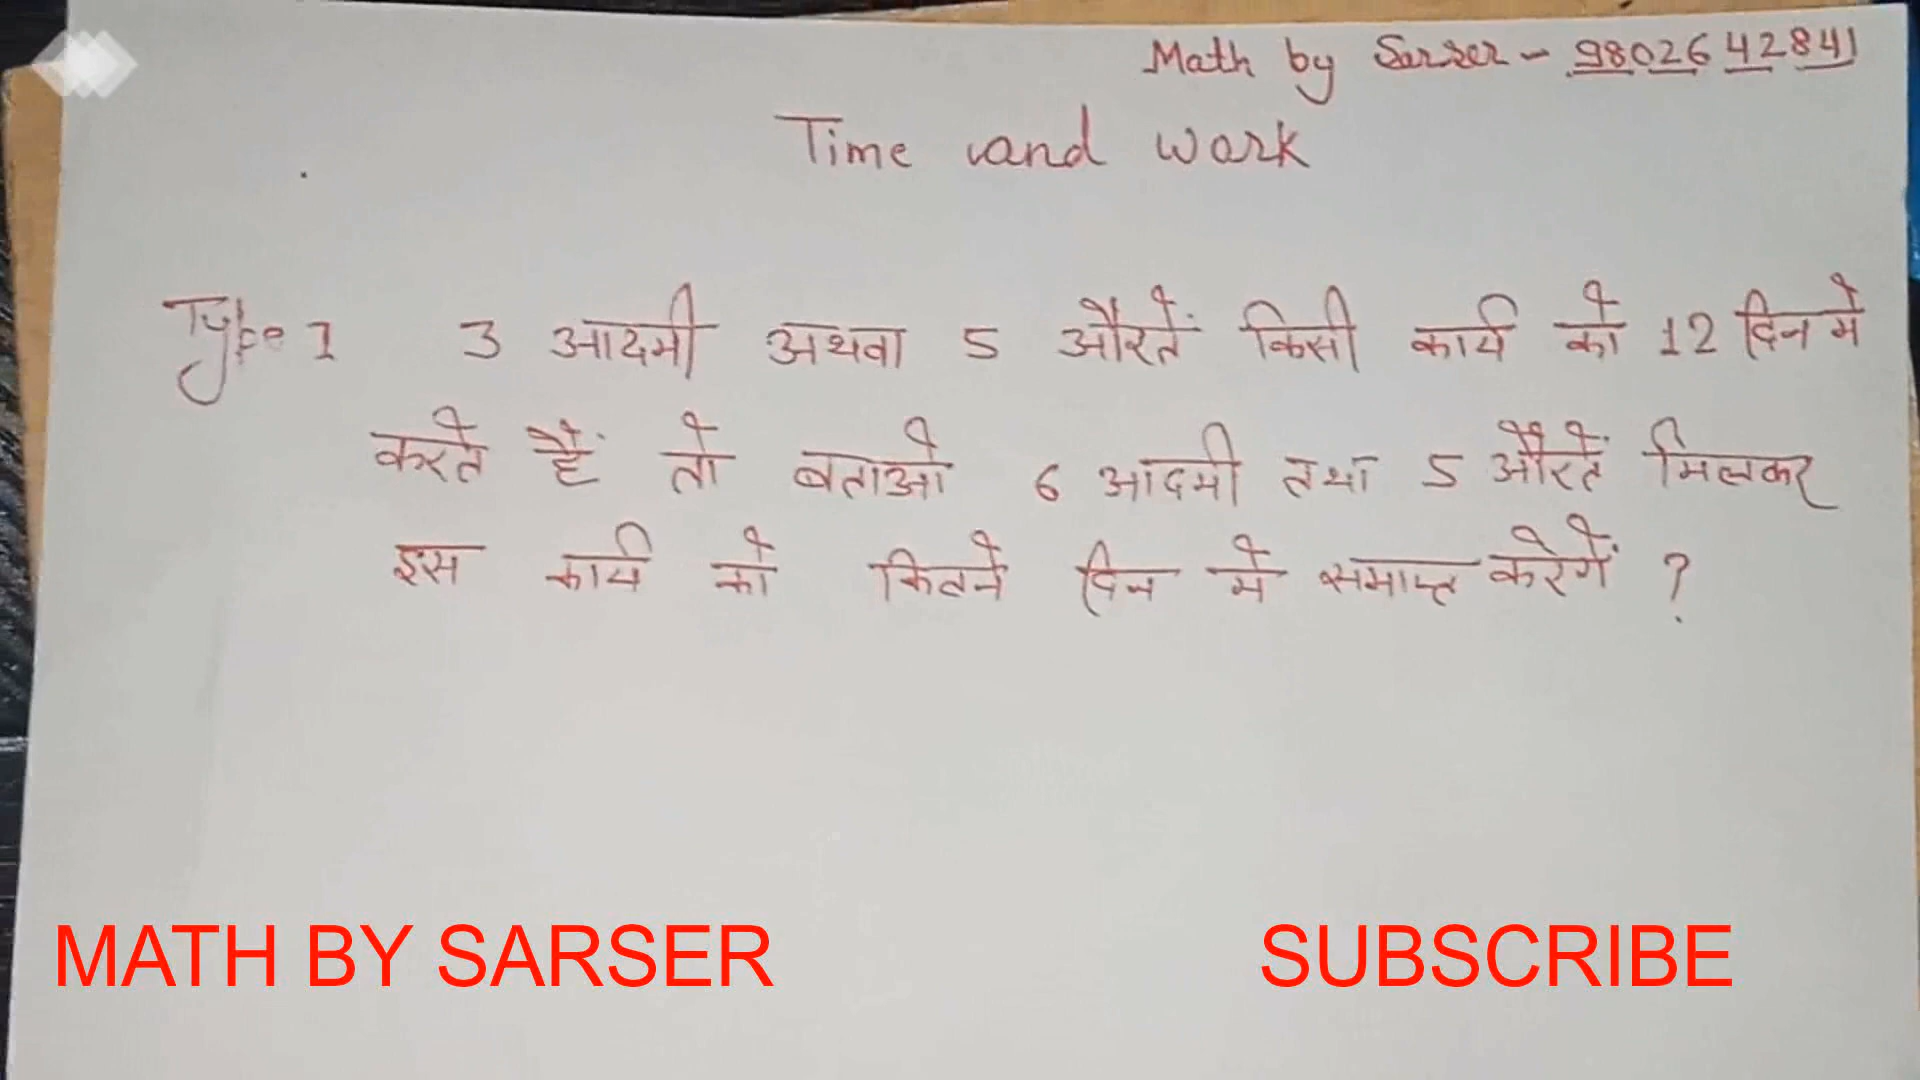 Math by Sarser - 9802642841
Time and work
Type 1 3 आदमी अथवा 5 औरतें किसी कार्य को 12 दिन मे
करते हैं तो बताओ 6 आदमी तथा 5 औरतें मिलकर
इस कार्य को कितने दिन मे समाप्त करेगें ?
MATH BY SARSER
SUBSCRIBE